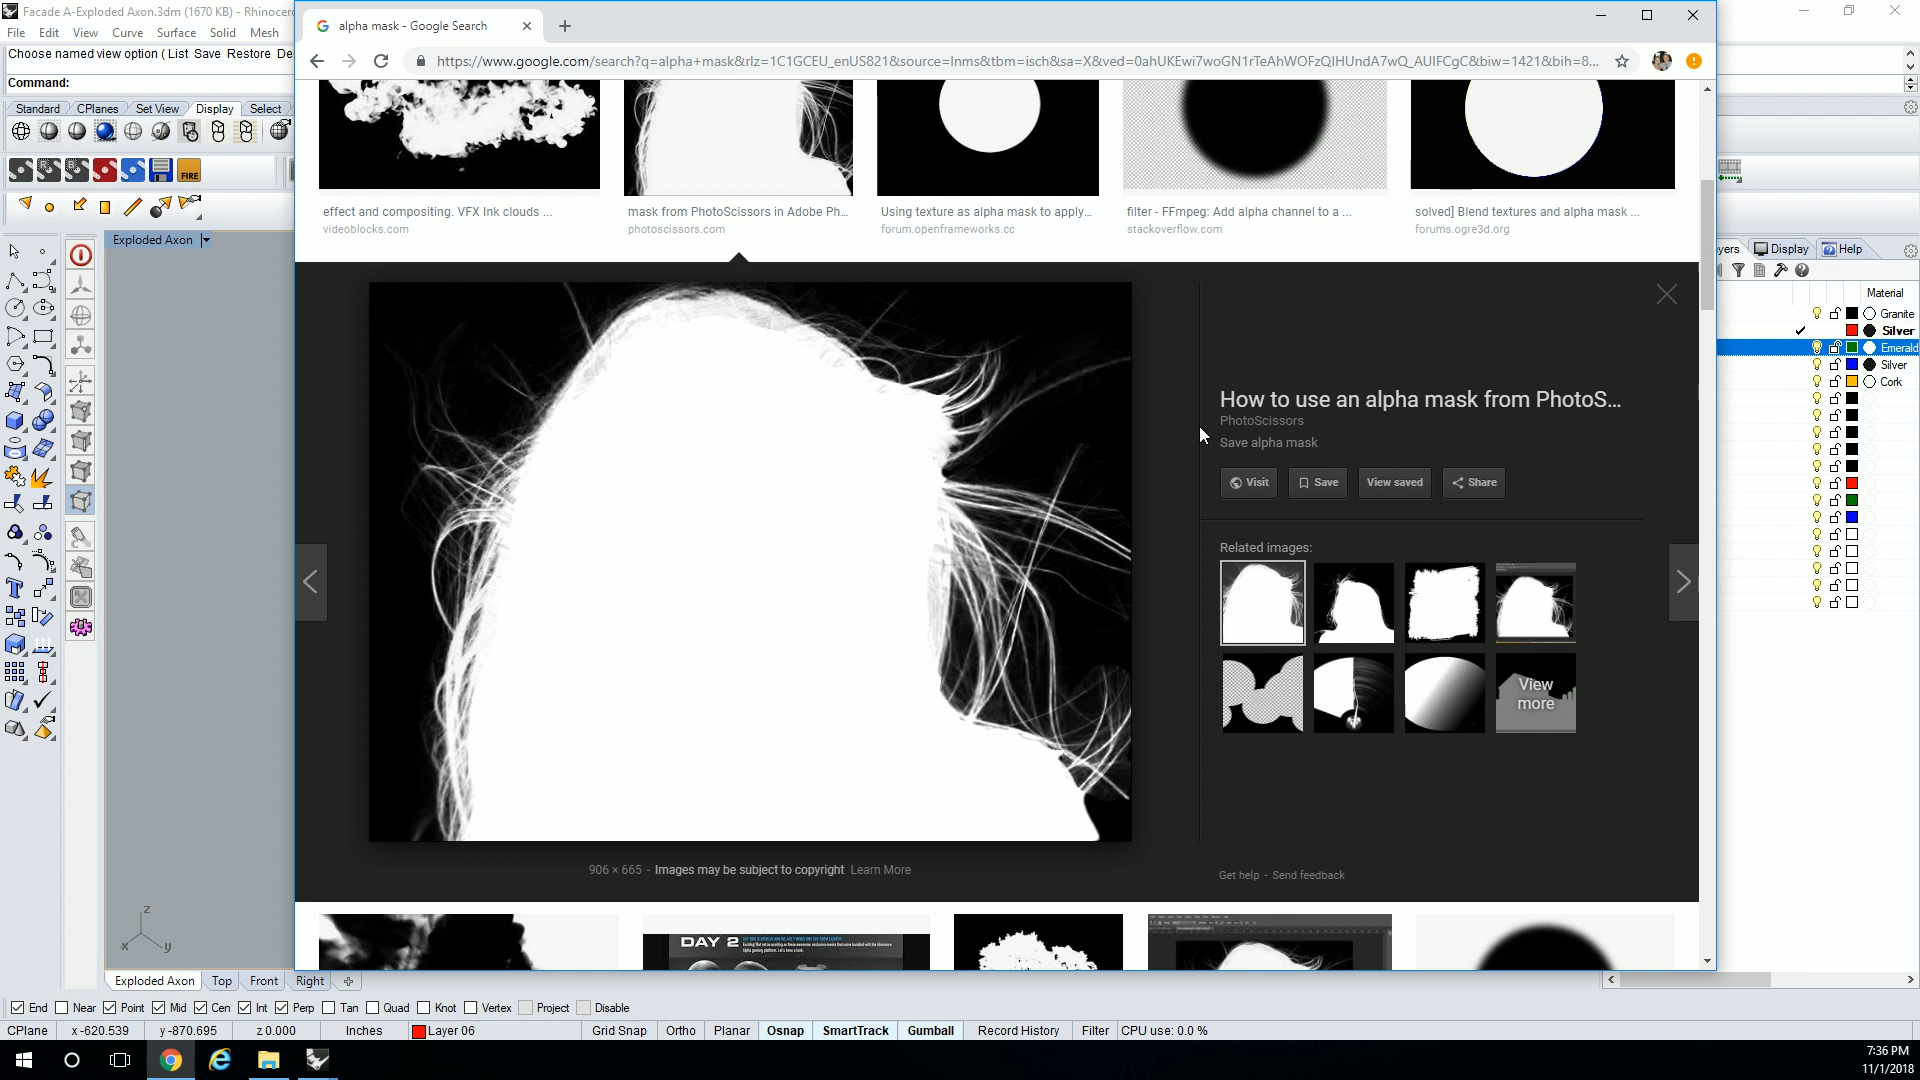 Facade A-Exploded Axon.3dm (1670 KB) - Rhinocer
File Edit View Curve Surface Solid Mesh
Choose named view option ( List Save Restore De
Command:
Standard CPlanes Set View Display Select
FIRE
Exploded Axon
alpha mask - Google Search
https://www.google.com/search?q=alpha+mask&rlz=1C1GCEU_enUS821&source=lnms&tbm=isch&sa=X&ved=0ahUKEwi7woGN1rTeAhWOFzQIHUndA7wQ_AUIFCgC&biw=1421&bih=8...
effect and compositing. VFX Ink clouds ...
videoblocks.com
mask from PhotoScissors in Adobe Ph...
photoscissors.com
Using texture as alpha mask to apply...
forum.openframeworks.cc
filter - FFmpeg: Add alpha channel to a ...
stackoverflow.com
solved] Blend textures and alpha mask ...
forums.ogre3d.org
How to use an alpha mask from PhotoS...
PhotoScissors
Save alpha mask
Visit Save View saved Share
Related images:
View
more
906 × 665 - Images may be subject to copyright Learn More
Get help - Send feedback
DAY 2
yers Display Help
Material
Granite
Silver
Emerald
Silver
Cork
z
x y
Exploded Axon Top Front Right
End Near Point Mid Cen Int Perp Tan Quad Knot Vertex Project Disable
CPlane x -620.539 y -870.695 z 0.000 Inches Layer 06 Grid Snap Ortho Planar Osnap SmartTrack Gumball Record History Filter CPU use: 0.0 %
7:36 PM
11/1/2018